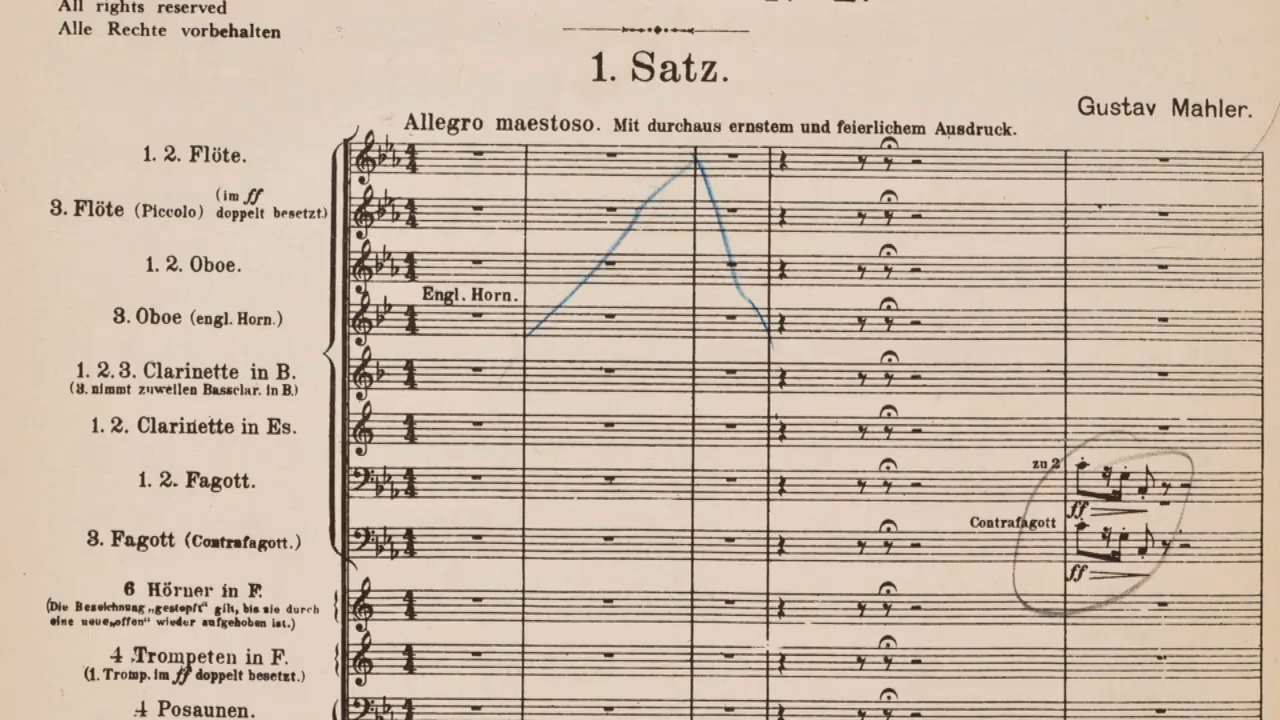 All rights reserved
Alle Rechte vorbehalten
1. Satz.
Gustav Mahler.
Allegro maestoso. Mit durchaus ernstem und feierlichem Ausdruck.
1. 2. Flöte.
3. Flöte (Piccolo) (im ff doppelt besetzt.)
1. 2. Oboe.
Engl. Horn.
3. Oboe (engl. Horn.)
1. 2. 3. Clarinette in B.
(3. nimmt zuweilen Bassclar. in B.)
1. 2. Clarinette in Es.
zu 2
1. 2. Fagott.
ff
Contrafagott
3. Fagott (Contrafagott.)
ff
6 Hörner in F.
(Die Bezeichnung „gestopft“ gilt, bis sie durch
eine neue „offen“ wieder aufgehoben ist.)
4 Trompeten in F.
(1. Tromp. im ff doppelt besetzt.)
4 Posaunen.